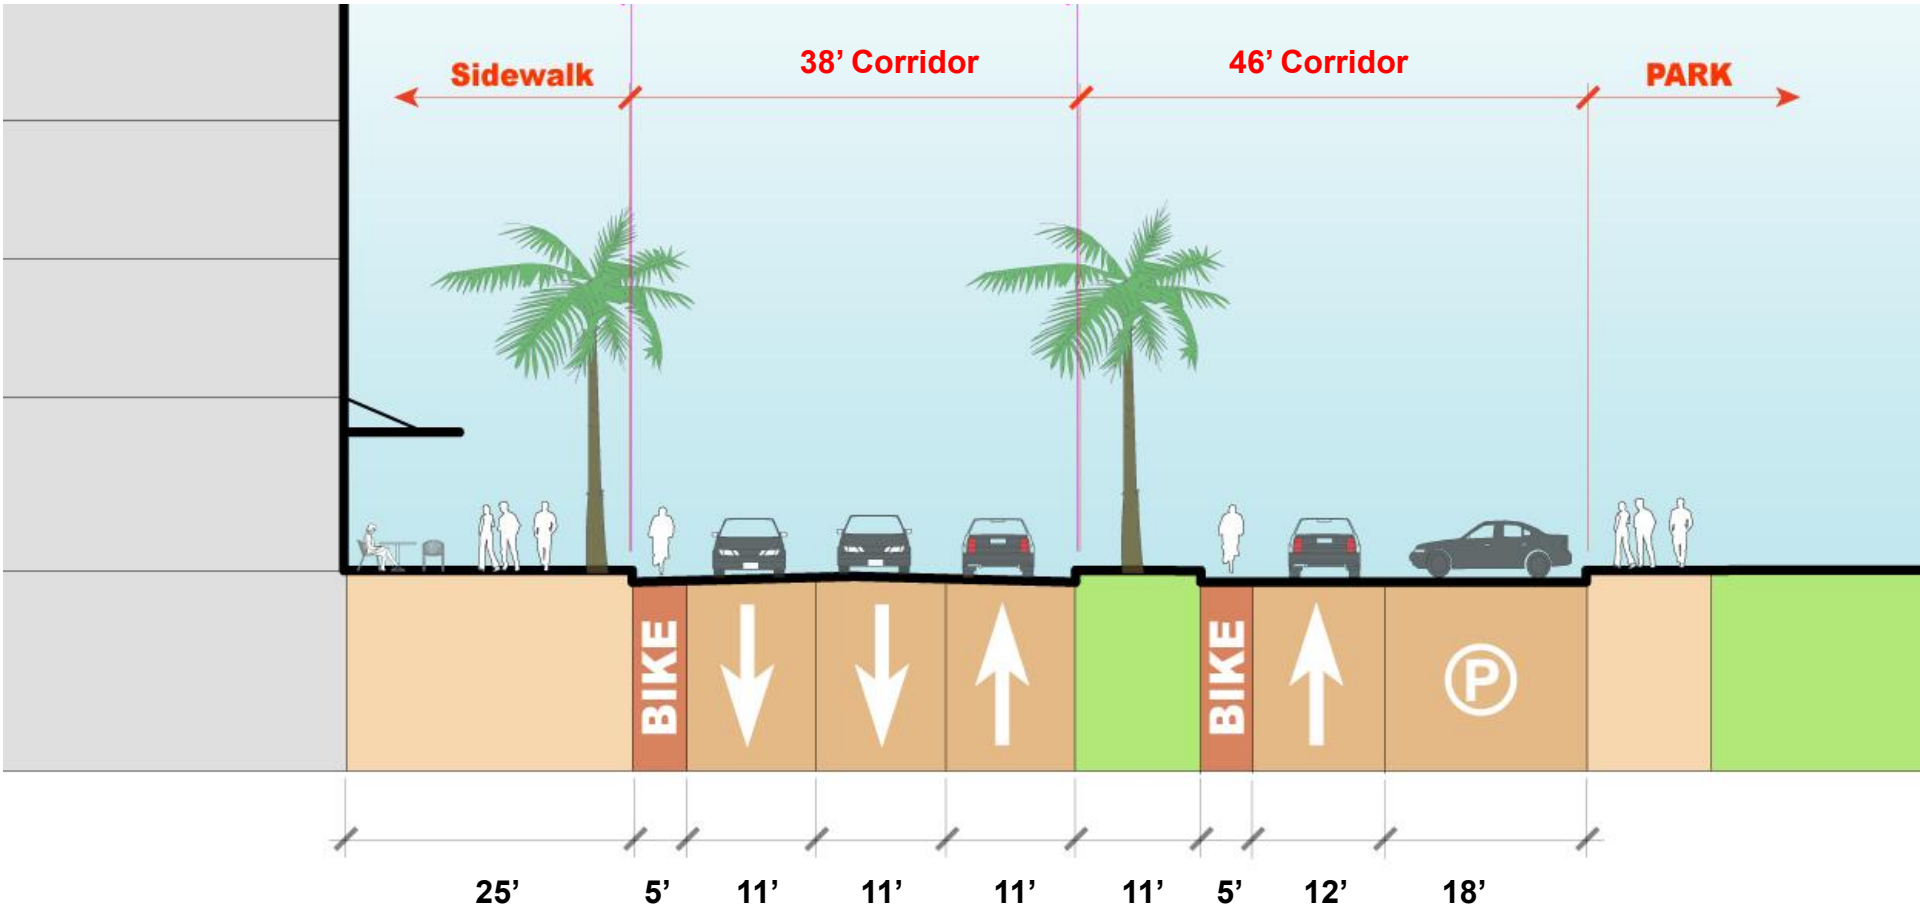 Sidewalk
38’ Corridor
46’ Corridor
PARK
BIKE
BIKE
P
25’
5’
11’
11’
11’
11’
5’
12’
18’